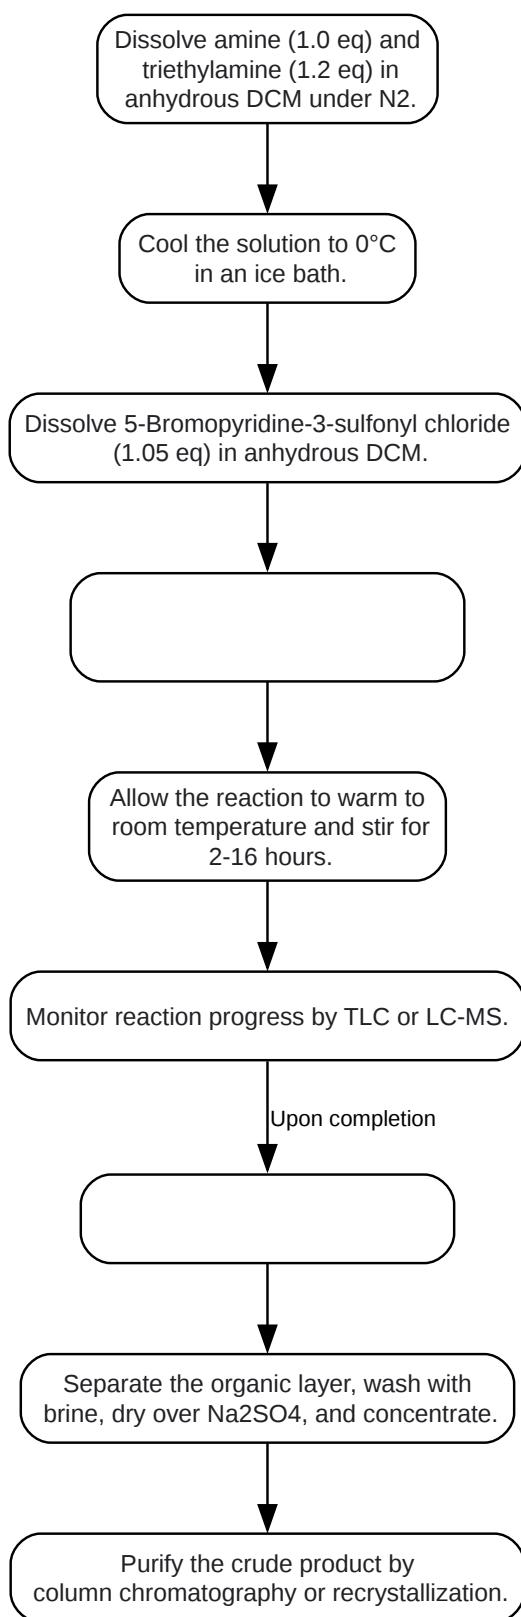 Dissolve amine (1.0 eq) and
triethylamine (1.2 eq) in
anhydrous DCM under N2.
Cool the solution to 0°C
in an ice bath.
Dissolve 5-Bromopyridine-3-sulfonyl chloride
(1.05 eq) in anhydrous DCM.
Allow the reaction to warm to
room temperature and stir for
2-16 hours.
Monitor reaction progress by TLC or LC-MS.
Upon completion
Separate the organic layer, wash with
brine, dry over Na2SO4, and concentrate.
Purify the crude product by
column chromatography or recrystallization.